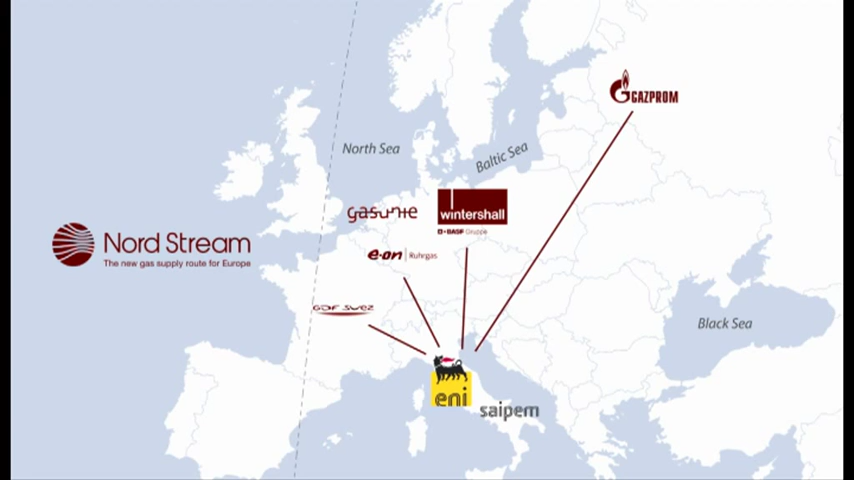 GAZPROM
North Sea
Baltic Sea
gasunie
wintershall
BASF Gruppe
Nord Stream
The new gas supply route for Europe
e·on | Ruhrgas
GDF SUEZ
Black Sea
eni
saipem